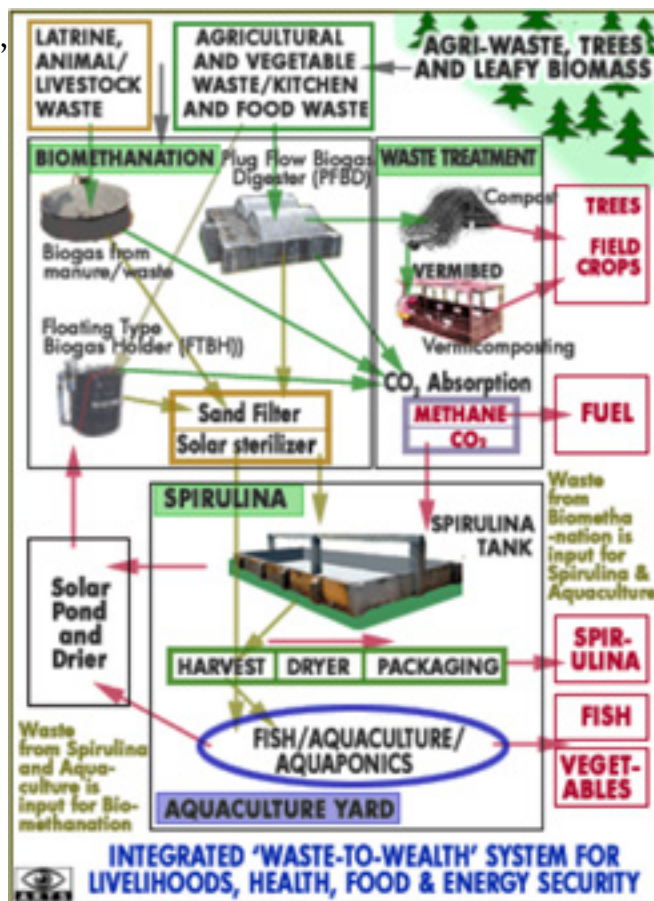 ,
LATRINE,
ANIMAL/
LIVESTOCK
WASTE
AGRICULTURAL
AND VEGETABLE
WASTE/KITCHEN
AND FOOD WASTE
AGRI-WASTE, TREES
AND LEAFY BIOMASS
BIOMETHANATION
Plug Flow Biogas
Digester (PFBD)
WASTE TREATMENT
Compost
TREES
FIELD
CROPS
Biogas from
manure/waste
VERMIBED
Vermicomposting
Floating Type
Biogas Holder (FTBH))
CO₂ Absorption
Sand Filter
Solar sterilizer
METHANE
CO₂
FUEL
SPIRULINA
SPIRULINA
TANK
Waste
from
Biometha
-nation is
input for
Spirulina &
Aquaculture
Solar
Pond
and
Drier
HARVEST DRYER PACKAGING
SPIR-
ULINA
FISH
VEGET-
ABLES
FISH/AQUACULTURE/
AQUAPONICS
Waste
from Spirulina
and Aqua-
culture is
input for Bio-
methanation
AQUACULTURE YARD
INTEGRATED 'WASTE-TO-WEALTH' SYSTEM FOR
LIVELIHOODS, HEALTH, FOOD & ENERGY SECURITY